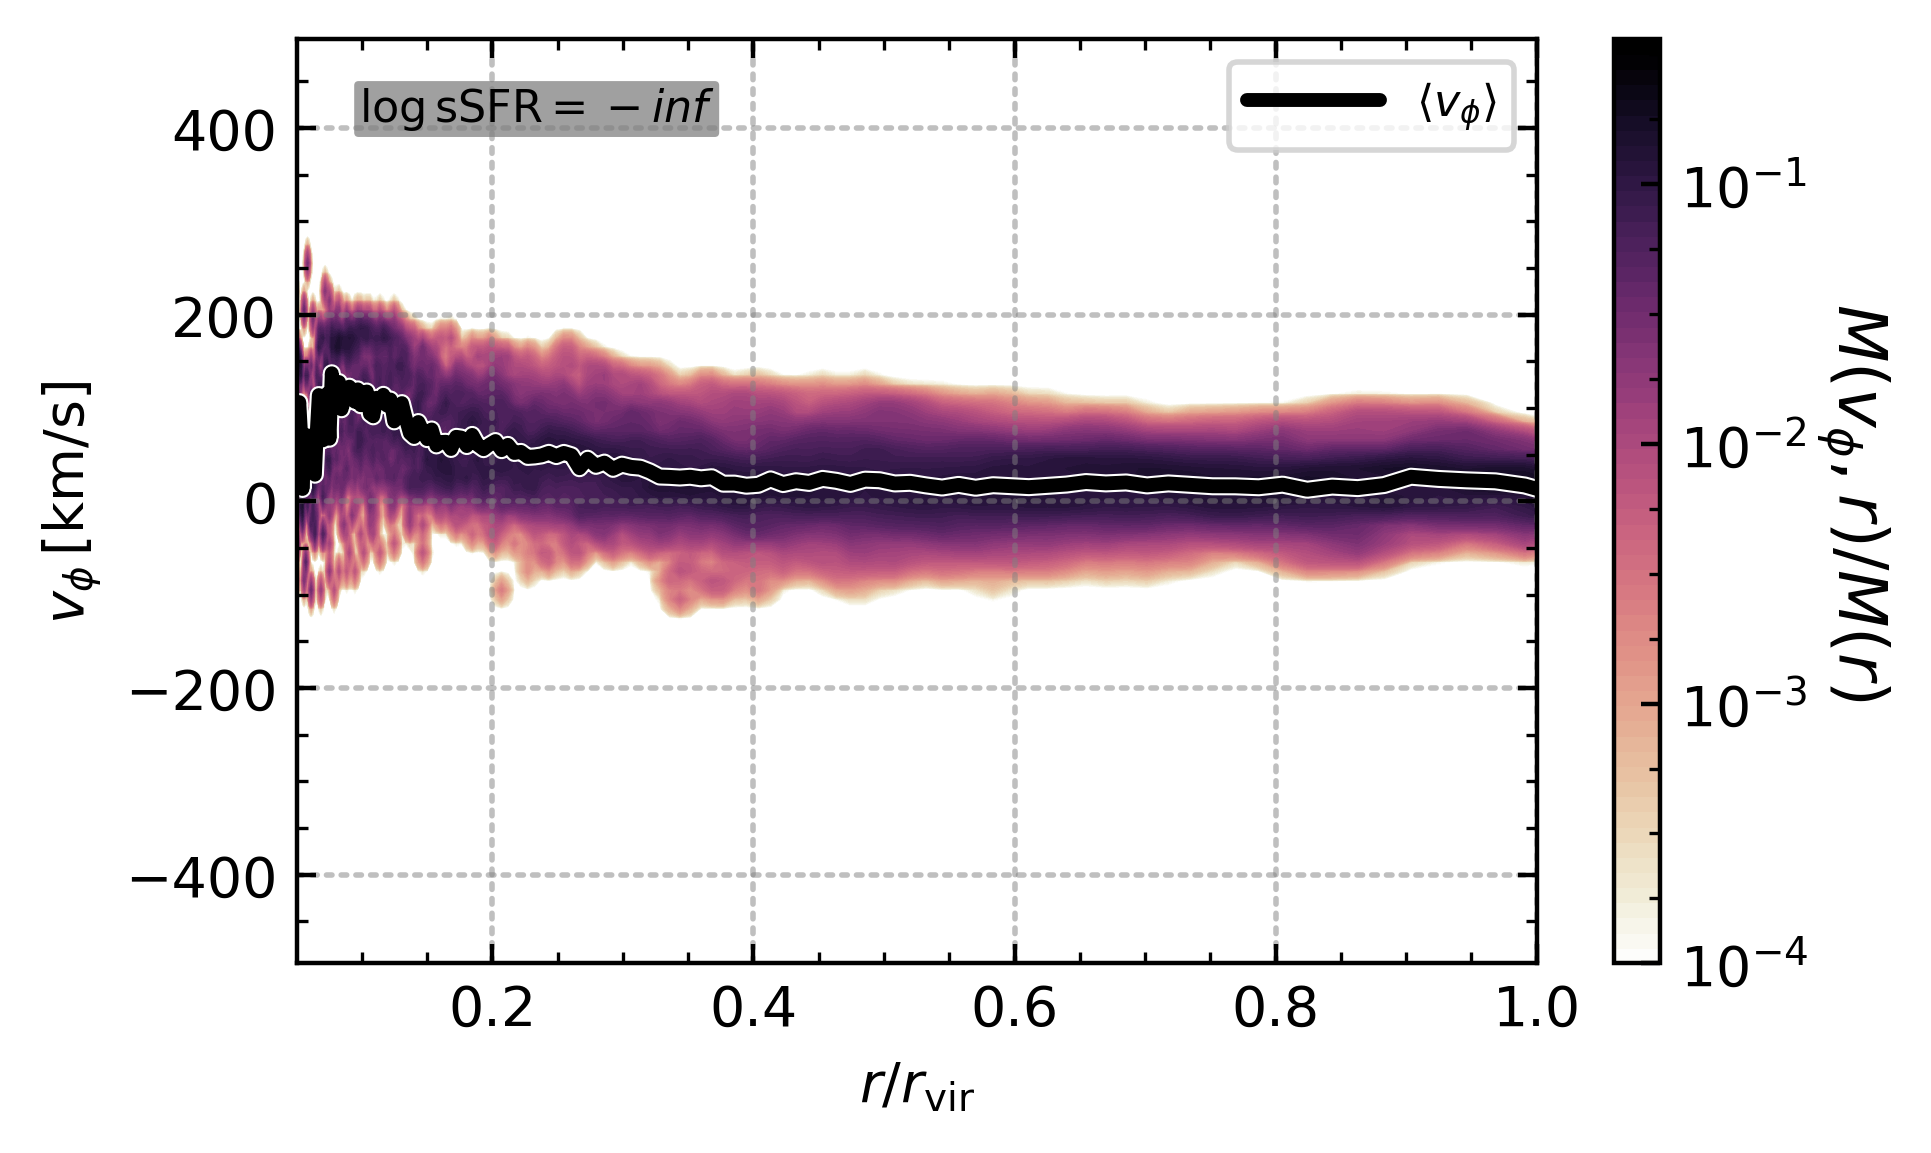 log sSFR = −inf
⟨v_ϕ⟩
v_ϕ [km/s]
400
200
0
−200
−400
0.2 0.4 0.6 0.8 1.0
r/r_vir
10^−1
10^−2
10^−3
10^−4
M(v_ϕ, r)/M(r)